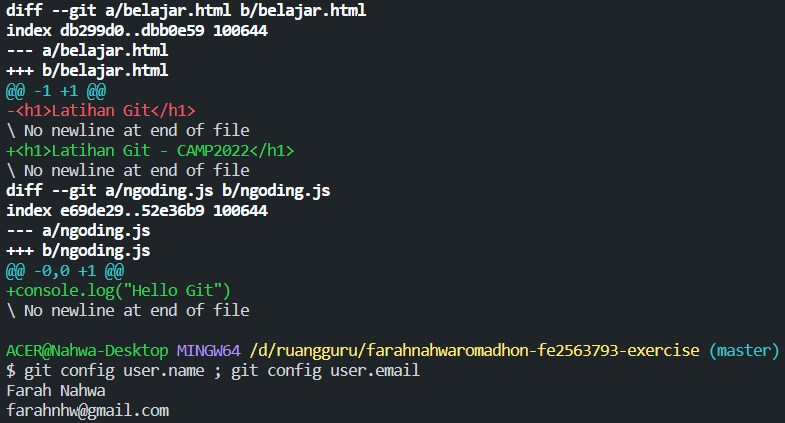 diff --git a/belajar.html b/belajar.html
index db299d0..dbb0e59 100644
--- a/belajar.html
+++ b/belajar.html
@@ -1 +1 @@
-<h1>Latihan Git</h1>
\ No newline at end of file
+<h1>Latihan Git - CAMP2022</h1>
\ No newline at end of file
diff --git a/ngoding.js b/ngoding.js
index e69de29..52e36b9 100644
--- a/ngoding.js
+++ b/ngoding.js
@@ -0,0 +1 @@
+console.log("Hello Git")
\ No newline at end of file
ACER@Nahwa-Desktop MINGW64 /d/ruangguru/farahnahwaromadhon-fe2563793-exercise (master)
$ git config user.name ; git config user.email
Farah Nahwa
farahnhw@gmail.com